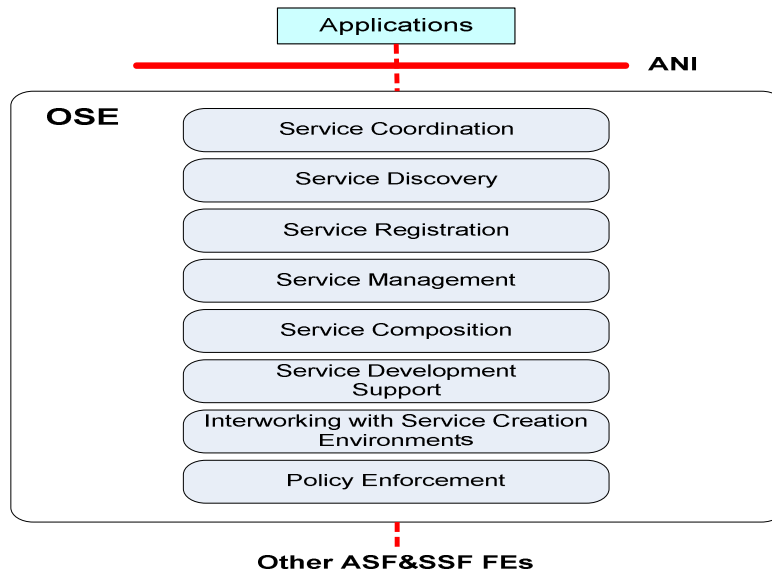 Applications
ANI
OSE
Service Coordination
Service Discovery
Service Registration
Service Management
Service Composition
Service Development
Support
Interworking with Service Creation
Environments
Policy Enforcement
Other ASF&SSF FEs